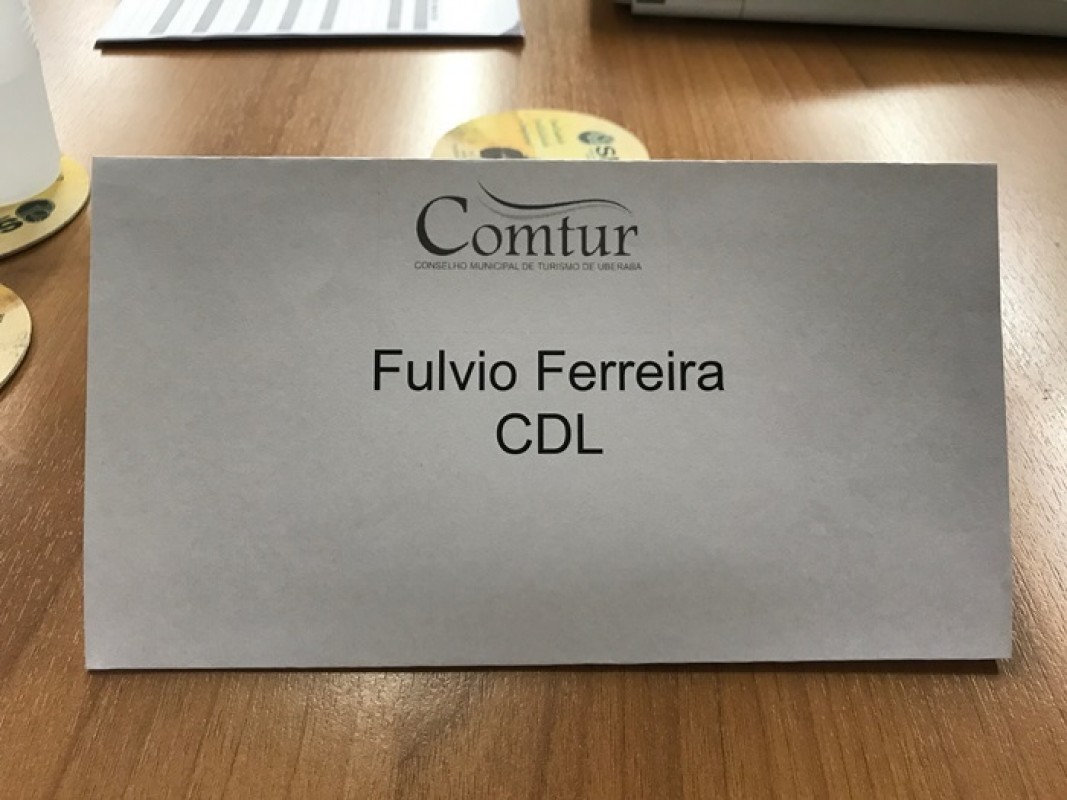 Comtur
CONSELHO MUNICIPAL DE TURISMO DE UBERABA
Fulvio Ferreira
CDL